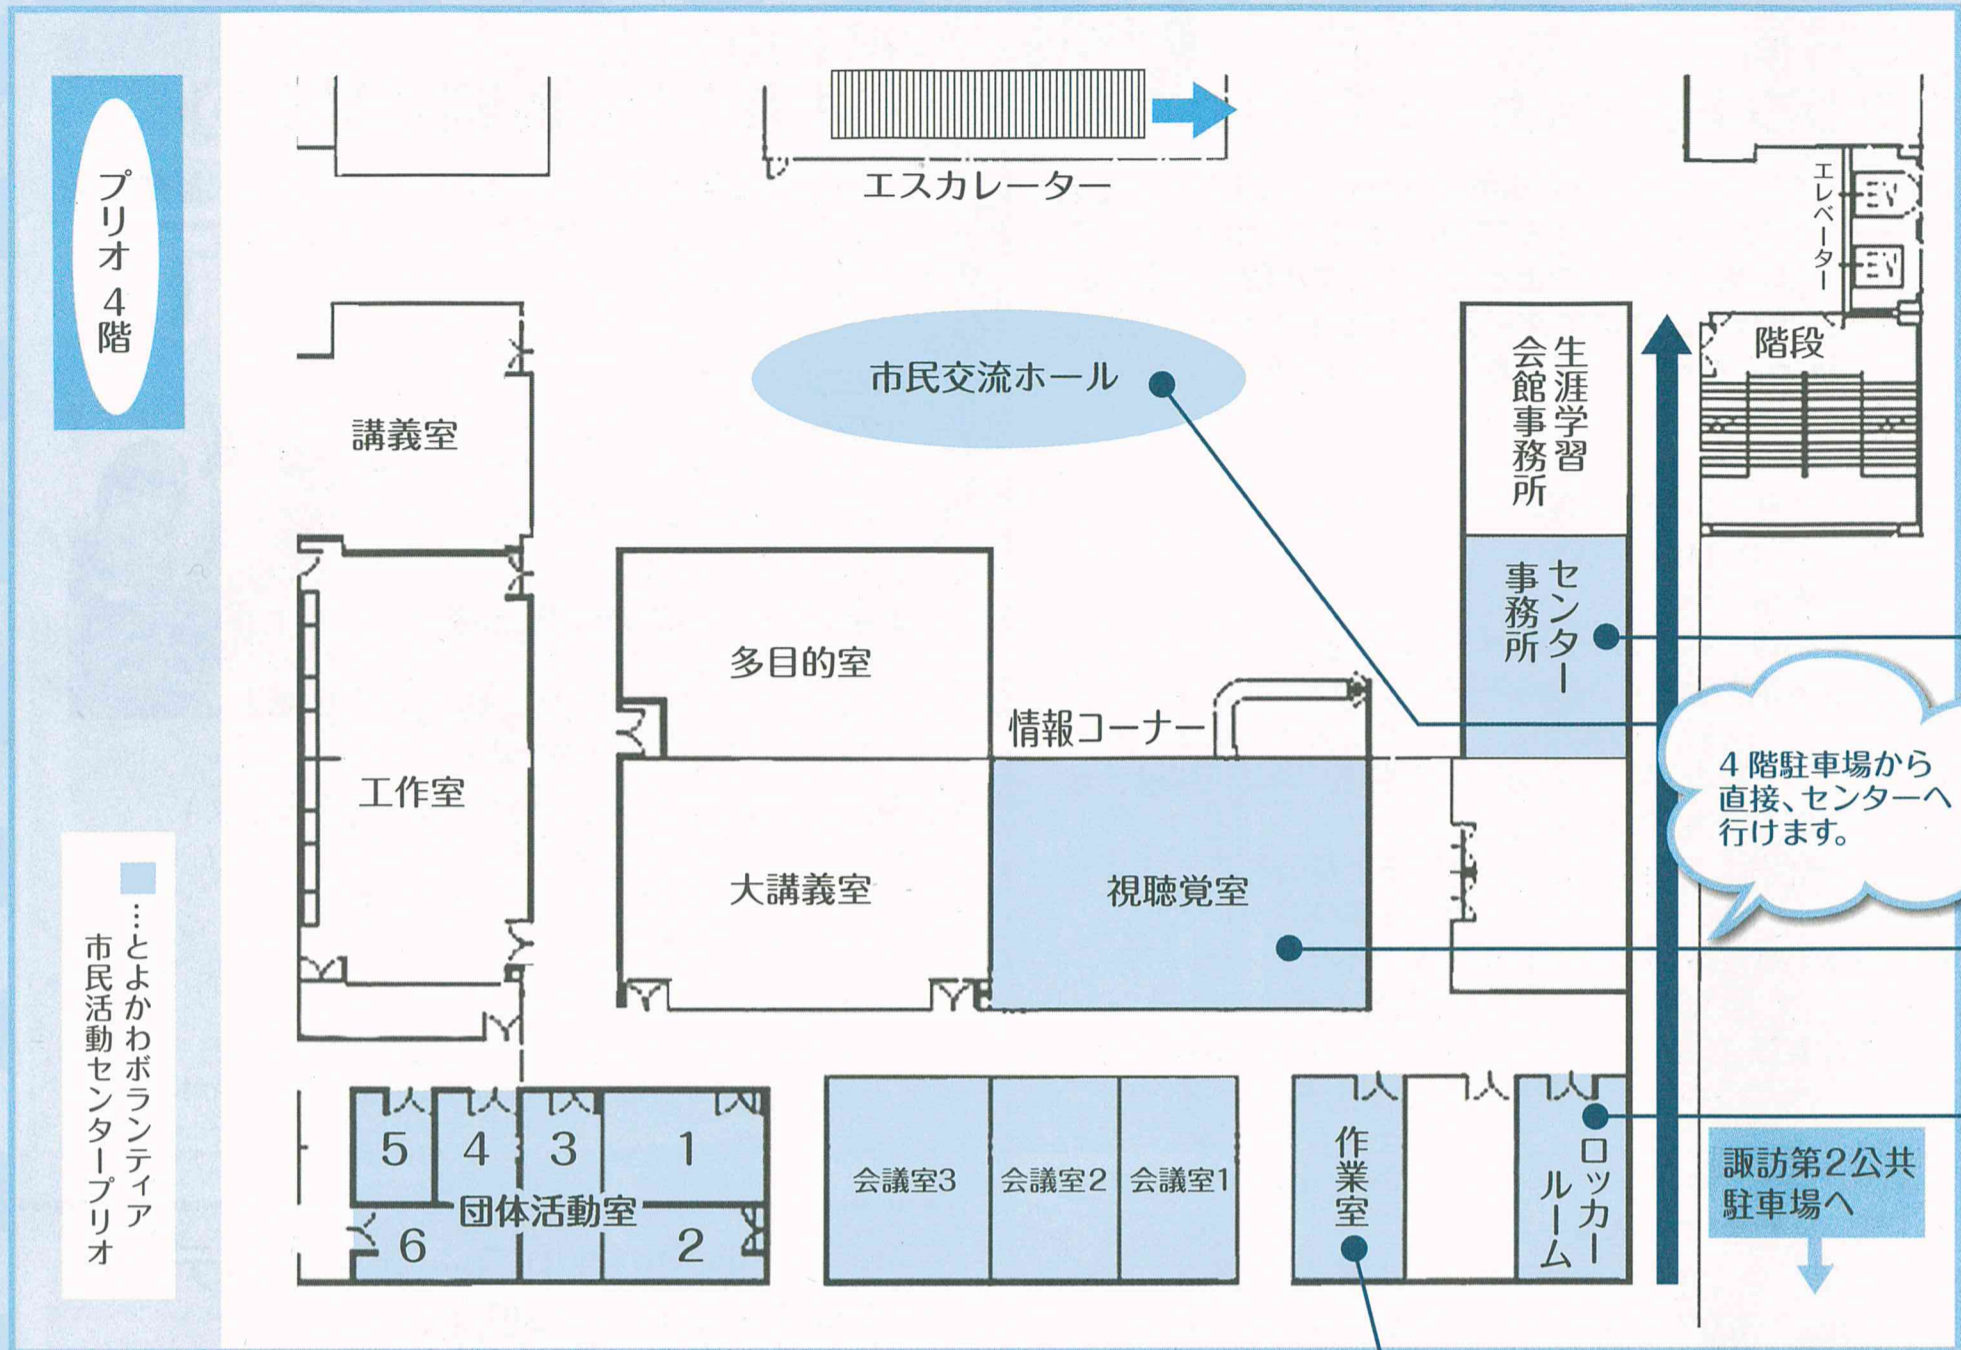 プリオ 4階
■…とよかわボランティア
市民活動センタープリオ
エスカレーター
エレベーター
階段
市民交流ホール
生涯学習
会館事務所
講義室
センター
事務所
多目的室
情報コーナー
4階駐車場から
直接、センターへ
行けます。
工作室
大講義室
視聴覚室
5
4
3
1
団体活動室
6
2
会議室3
会議室2
会議室1
作業室
ロッカー
ルーム
諏訪第2公共
駐車場へ